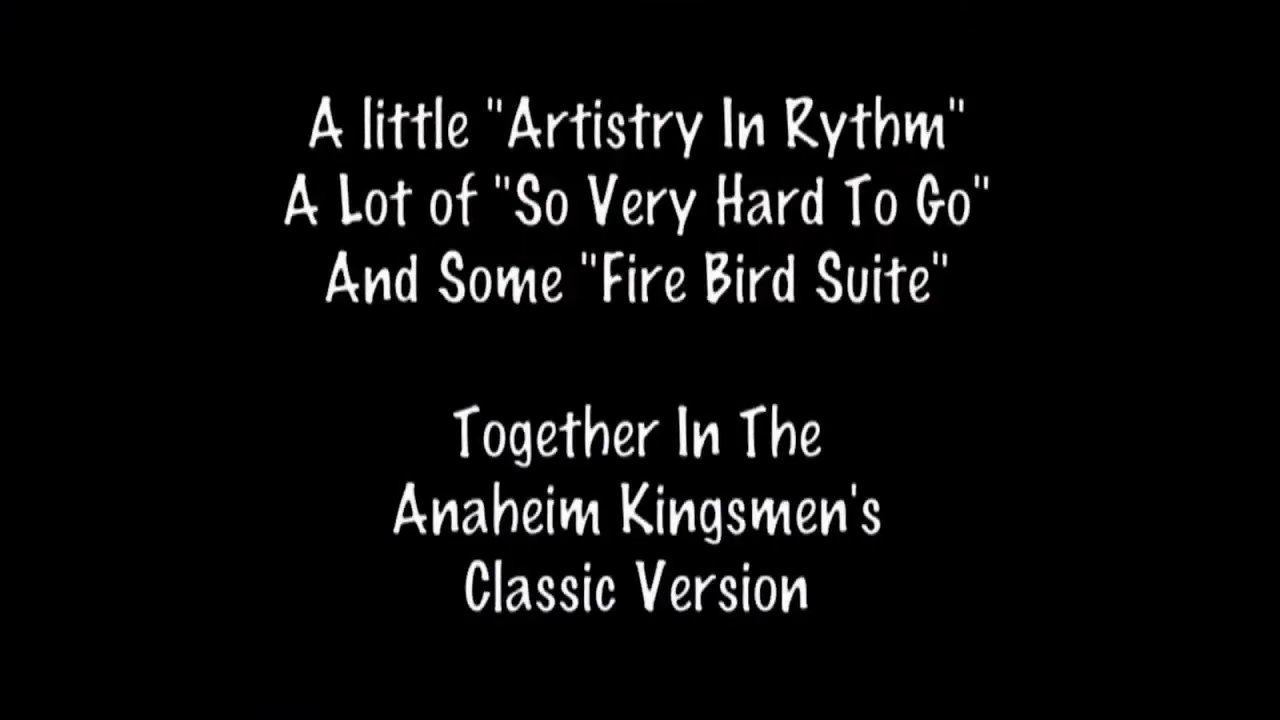 A little "Artistry In Rythm"
A Lot of "So Very Hard To Go"
And Some "Fire Bird Suite"
Together In The
Anaheim Kingsmen's
Classic Version